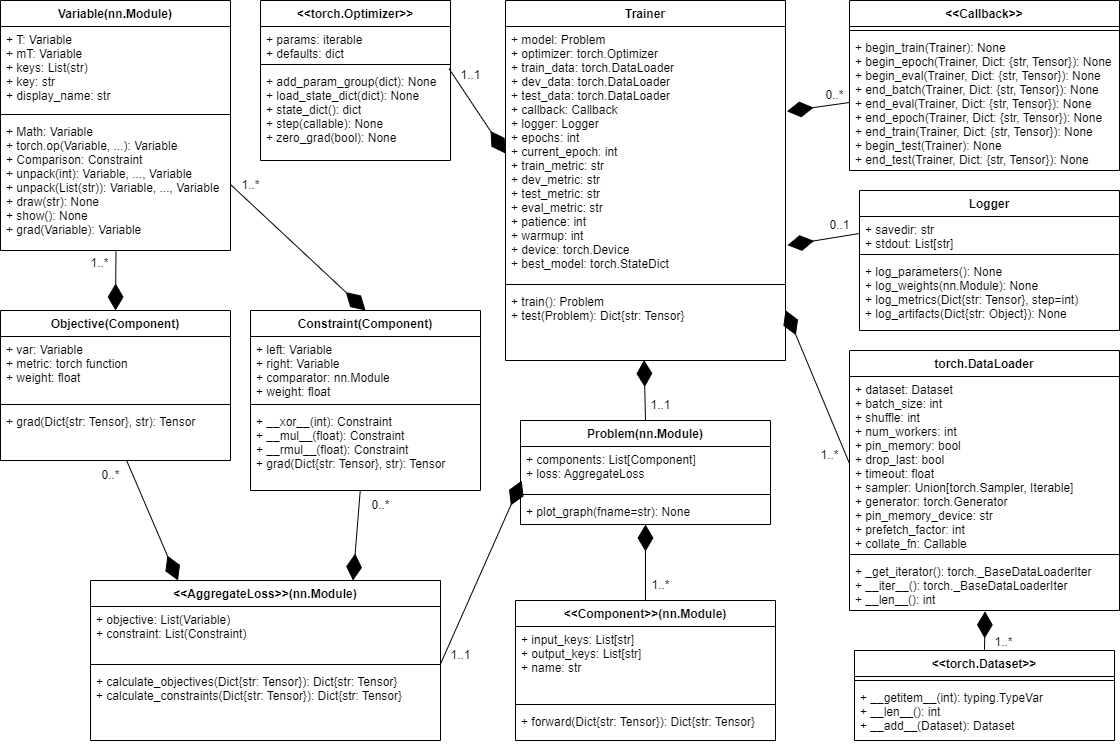 Variable(nn.Module)
+ T: Variable
+ mT: Variable
+ keys: List(str)
+ key: str
+ display_name: str
+ Math: Variable
+ torch.op(Variable, ...): Variable
+ Comparison: Constraint
+ unpack(int): Variable, ..., Variable
+ unpack(List(str)): Variable, ..., Variable
+ draw(str): None
+ show(): None
+ grad(Variable): Variable
<<torch.Optimizer>>
+ params: iterable
+ defaults: dict
+ add_param_group(dict): None
+ load_state_dict(dict): None
+ state_dict(): dict
+ step(callable): None
+ zero_grad(bool): None
1..1
Trainer
+ model: Problem
+ optimizer: torch.Optimizer
+ train_data: torch.DataLoader
+ dev_data: torch.DataLoader
+ test_data: torch.DataLoader
+ callback: Callback
+ logger: Logger
+ epochs: int
+ current_epoch: int
+ train_metric: str
+ dev_metric: str
+ test_metric: str
+ eval_metric: str
+ patience: int
+ warmup: int
+ device: torch.Device
+ best_model: torch.StateDict
+ train(): Problem
+ test(Problem): Dict{str: Tensor}
<<Callback>>
+ begin_train(Trainer): None
+ begin_epoch(Trainer, Dict: {str, Tensor}): None
+ begin_eval(Trainer, Dict: {str, Tensor}): None
+ end_batch(Trainer, Dict: {str, Tensor}): None
+ end_eval(Trainer, Dict: {str, Tensor}): None
+ end_epoch(Trainer, Dict: {str, Tensor}): None
+ end_train(Trainer, Dict: {str, Tensor}): None
+ begin_test(Trainer): None
+ end_test(Trainer, Dict: {str, Tensor}): None
0..*
1..*
Logger
+ savedir: str
+ stdout: List[str]
+ log_parameters(): None
+ log_weights(nn.Module): None
+ log_metrics(Dict{str: Tensor}, step=int)
+ log_artifacts(Dict{str: Object}): None
0..1
1..*
Objective(Component)
+ var: Variable
+ metric: torch function
+ weight: float
+ grad(Dict{str: Tensor}, str): Tensor
Constraint(Component)
+ left: Variable
+ right: Variable
+ comparator: nn.Module
+ weight: float
+ __xor__(int): Constraint
+ __mul__(float): Constraint
+ __rmul__(float): Constraint
+ grad(Dict{str: Tensor}, str): Tensor
1..1
Problem(nn.Module)
+ components: List[Component]
+ loss: AggregateLoss
+ plot_graph(fname=str): None
torch.DataLoader
+ dataset: Dataset
+ batch_size: int
+ shuffle: int
+ num_workers: int
+ pin_memory: bool
+ drop_last: bool
+ timeout: float
+ sampler: Union[torch.Sampler, Iterable]
+ generator: torch.Generator
+ pin_memory_device: str
+ prefetch_factor: int
+ collate_fn: Callable
+ _get_iterator(): torch._BaseDataLoaderIter
+ __iter__(): torch._BaseDataLoaderIter
+ __len__(): int
1..*
0..*
0..*
<<AggregateLoss>>(nn.Module)
+ objective: List(Variable)
+ constraint: List(Constraint)
+ calculate_objectives(Dict{str: Tensor}): Dict{str: Tensor}
+ calculate_constraints(Dict{str: Tensor}): Dict{str: Tensor}
1..1
1..*
<<Component>>(nn.Module)
+ input_keys: List[str]
+ output_keys: List[str]
+ name: str
+ forward(Dict{str: Tensor}): Dict{str: Tensor}
1..*
<<torch.Dataset>>
+ __getitem__(int): typing.TypeVar
+ __len__(): int
+ __add__(Dataset): Dataset